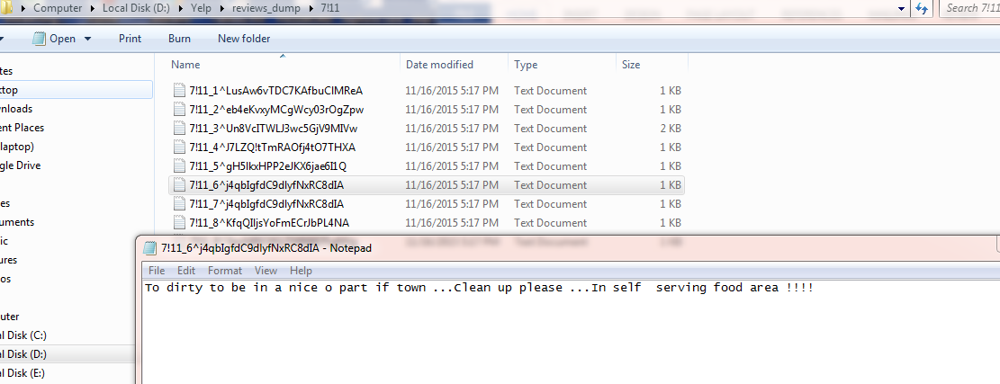 Computer ▸ Local Disk (D:) ▸ Yelp ▸ reviews_dump ▸ 7!11
Search 7!11
Open Print Burn New folder
Name Date modified Type Size
7!11_1^LusAw6vTDC7KAfbuClMReA 11/16/2015 5:17 PM Text Document 1 KB
7!11_2^eb4eKvxyMCgWcy03rOgZpw 11/16/2015 5:17 PM Text Document 1 KB
7!11_3^Un8VcITWLJ3wc5GjV9MIVw 11/16/2015 5:17 PM Text Document 2 KB
7!11_4^J7LZQ!tTmRAOfj4tO7THXA 11/16/2015 5:17 PM Text Document 1 KB
7!11_5^gH5IkxHPP2eJKX6jae6I1Q 11/16/2015 5:17 PM Text Document 1 KB
7!11_6^j4qbIgfdC9dIyfNxRC8dIA 11/16/2015 5:17 PM Text Document 1 KB
7!11_7^j4qbIgfdC9dIyfNxRC8dIA 11/16/2015 5:17 PM Text Document 1 KB
7!11_8^KfqQIljsYoFmECrJbPL4NA 11/16/2015 5:17 PM Text Document 1 KB
ites
ktop
wnloads
ent Places
laptop)
gle Drive
ies
uments
ic
ures
os
uter
al Disk (C:)
al Disk (D:)
al Disk (E:)
7!11_6^j4qbIgfdC9dIyfNxRC8dIA - Notepad
File Edit Format View Help
To dirty to be in a nice o part if town ...Clean up please ...In self  serving food area !!!!